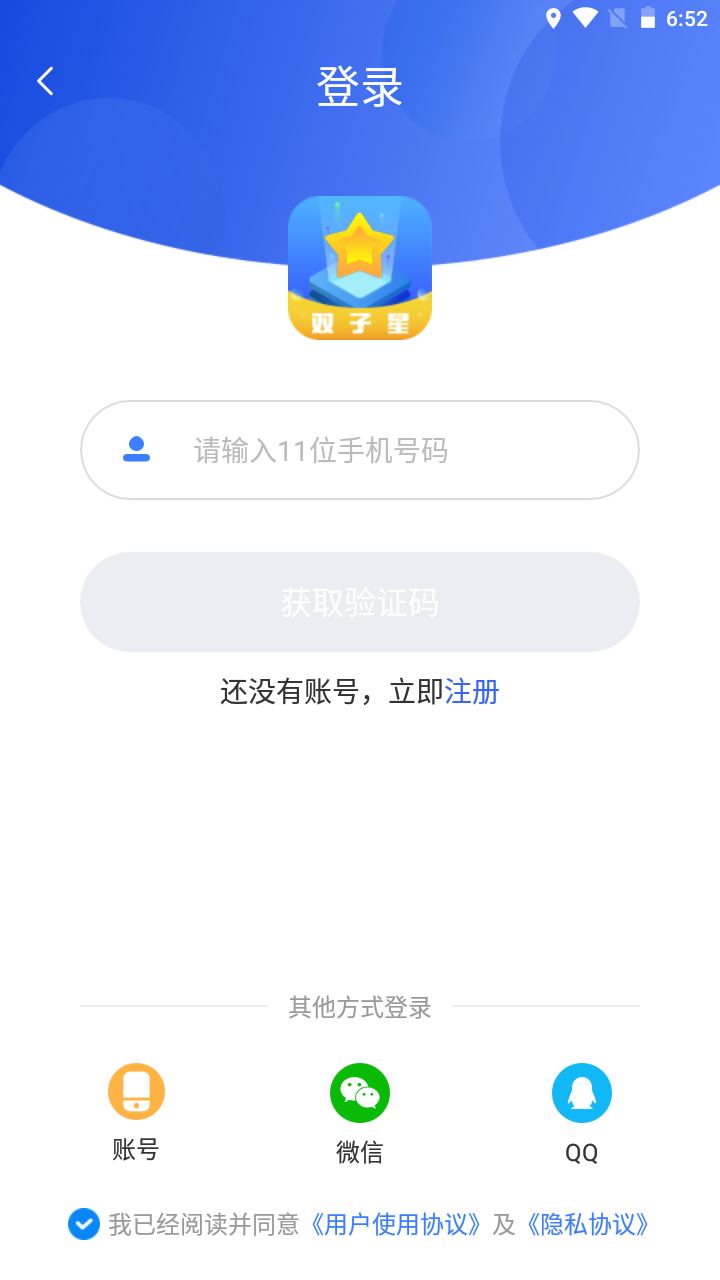 6:52
登录
双子星
请输入11位手机号码
获取验证码
还没有账号，立即注册
其他方式登录
账号
微信
QQ
我已经阅读并同意《用户使用协议》及《隐私协议》